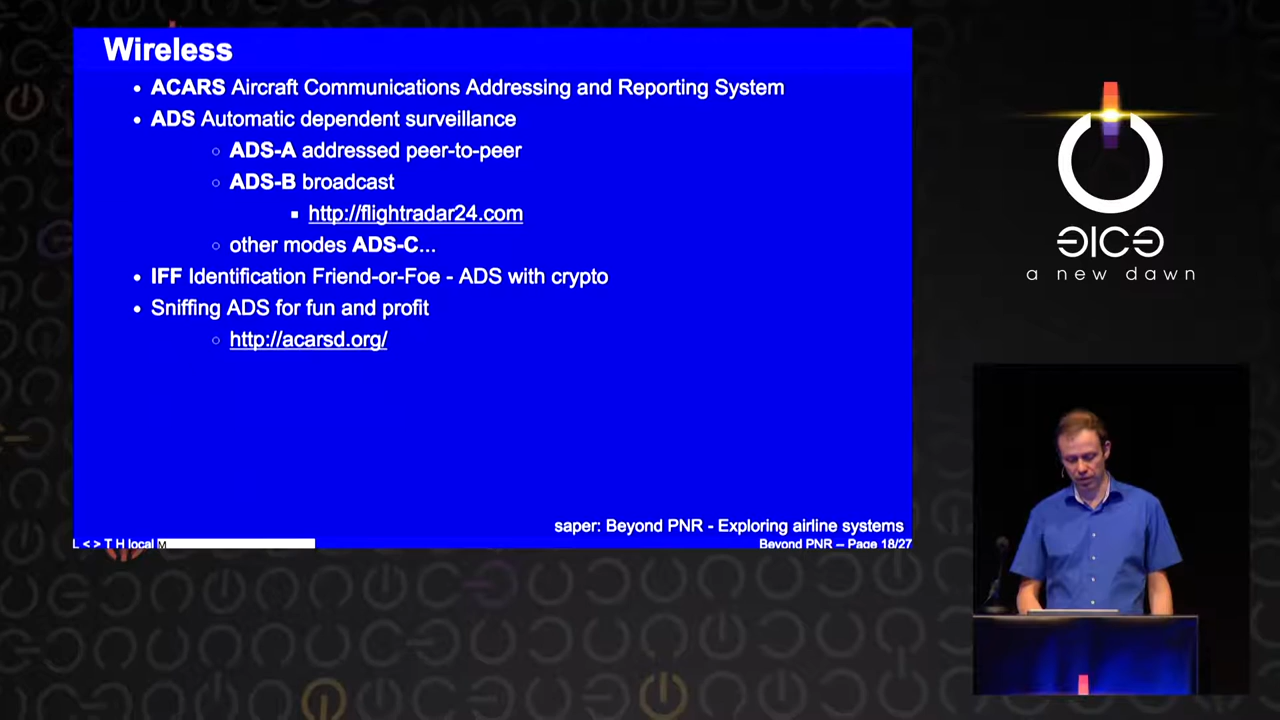 Wireless
• ACARS Aircraft Communications Addressing and Reporting System
• ADS Automatic dependent surveillance
○ ADS-A addressed peer-to-peer
○ ADS-B broadcast
▪ http://flightradar24.com
○ other modes ADS-C...
• IFF Identification Friend-or-Foe - ADS with crypto
• Sniffing ADS for fun and profit
○ http://acarsd.org/
saper: Beyond PNR - Exploring airline systems
L < > T H local M
Beyond PNR – Page 18/27
31C3
a new dawn